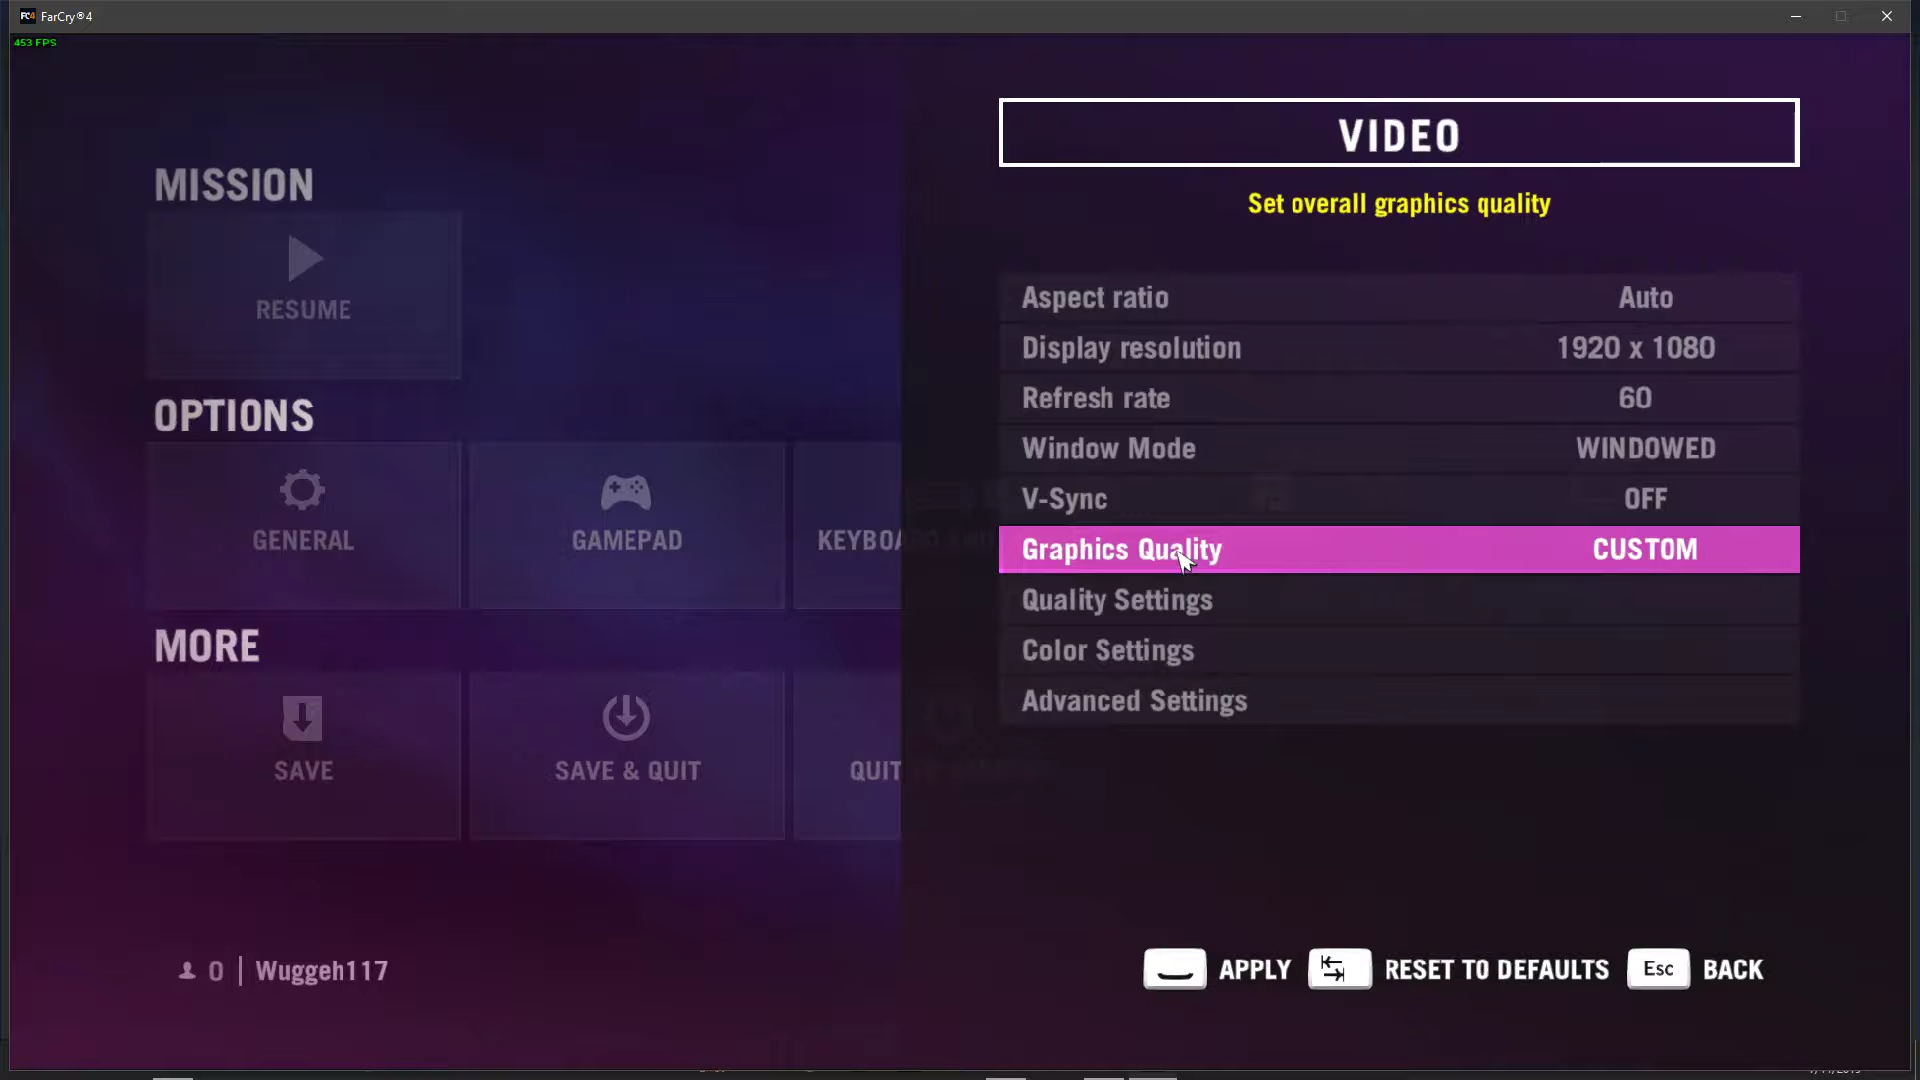 FC4 FarCry®4
453 FPS
MISSION
RESUME
OPTIONS
GENERAL
GAMEPAD
MORE
SAVE
SAVE & QUIT
QUIT
0 | Wuggeh117
VIDEO
Set overall graphics quality
Aspect ratio Auto
Display resolution 1920 x 1080
Refresh rate 60
Window Mode WINDOWED
V-Sync OFF
Graphics Quality CUSTOM
Quality Settings
Color Settings
Advanced Settings
APPLY RESET TO DEFAULTS Esc BACK